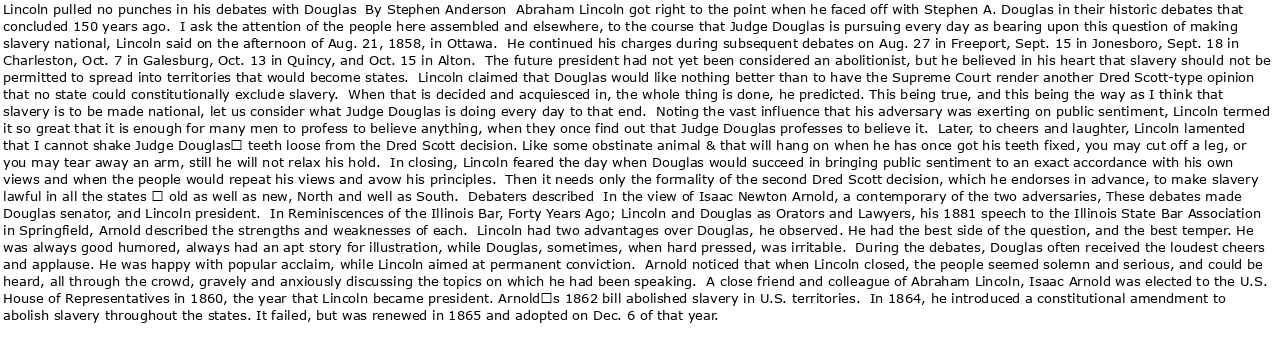 Lincoln pulled no punches in his debates with Douglas  By Stephen Anderson  Abraham Lincoln got right to the point when he faced off with Stephen A. Douglas in their historic debates that
concluded 150 years ago.  I ask the attention of the people here assembled and elsewhere, to the course that Judge Douglas is pursuing every day as bearing upon this question of making
slavery national, Lincoln said on the afternoon of Aug. 21, 1858, in Ottawa.  He continued his charges during subsequent debates on Aug. 27 in Freeport, Sept. 15 in Jonesboro, Sept. 18 in
Charleston, Oct. 7 in Galesburg, Oct. 13 in Quincy, and Oct. 15 in Alton.  The future president had not yet been considered an abolitionist, but he believed in his heart that slavery should not be
permitted to spread into territories that would become states.  Lincoln claimed that Douglas would like nothing better than to have the Supreme Court render another Dred Scott-type opinion
that no state could constitutionally exclude slavery.  When that is decided and acquiesced in, the whole thing is done, he predicted. This being true, and this being the way as I think that
slavery is to be made national, let us consider what Judge Douglas is doing every day to that end.  Noting the vast influence that his adversary was exerting on public sentiment, Lincoln termed
it so great that it is enough for many men to profess to believe anything, when they once find out that Judge Douglas professes to believe it.  Later, to cheers and laughter, Lincoln lamented
that I cannot shake Judge Douglas□ teeth loose from the Dred Scott decision. Like some obstinate animal & that will hang on when he has once got his teeth fixed, you may cut off a leg, or
you may tear away an arm, still he will not relax his hold.  In closing, Lincoln feared the day when Douglas would succeed in bringing public sentiment to an exact accordance with his own
views and when the people would repeat his views and avow his principles.  Then it needs only the formality of the second Dred Scott decision, which he endorses in advance, to make slavery
lawful in all the states □ old as well as new, North and well as South.  Debaters described  In the view of Isaac Newton Arnold, a contemporary of the two adversaries, These debates made
Douglas senator, and Lincoln president.  In Reminiscences of the Illinois Bar, Forty Years Ago; Lincoln and Douglas as Orators and Lawyers, his 1881 speech to the Illinois State Bar Association
in Springfield, Arnold described the strengths and weaknesses of each.  Lincoln had two advantages over Douglas, he observed. He had the best side of the question, and the best temper. He
was always good humored, always had an apt story for illustration, while Douglas, sometimes, when hard pressed, was irritable.  During the debates, Douglas often received the loudest cheers
and applause. He was happy with popular acclaim, while Lincoln aimed at permanent conviction.  Arnold noticed that when Lincoln closed, the people seemed solemn and serious, and could be
heard, all through the crowd, gravely and anxiously discussing the topics on which he had been speaking.  A close friend and colleague of Abraham Lincoln, Isaac Arnold was elected to the U.S.
House of Representatives in 1860, the year that Lincoln became president. Arnold□s 1862 bill abolished slavery in U.S. territories.  In 1864, he introduced a constitutional amendment to
abolish slavery throughout the states. It failed, but was renewed in 1865 and adopted on Dec. 6 of that year.